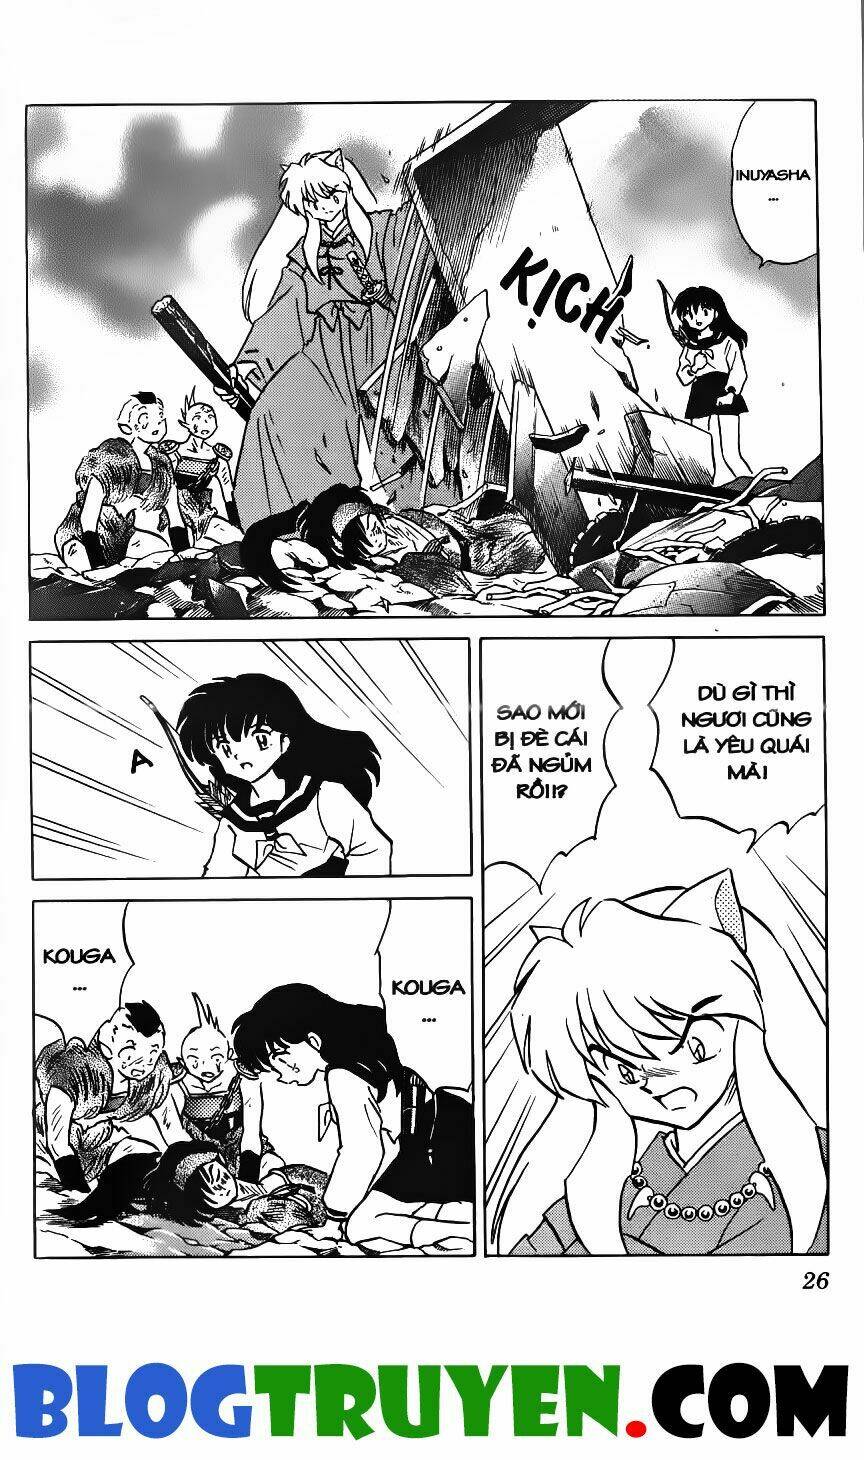 INUYASHA
...
KỊCH
DÙ GÌ THÌ
NGƯƠI CŨNG
LÀ YÊU QUÁI
MÀ!
SAO MỚI
BỊ ĐÈ CÁI
ĐÃ NGỦM
RỒI!?
A
KOUGA
...
KOUGA
...
26
BLOGTRUYEN.COM